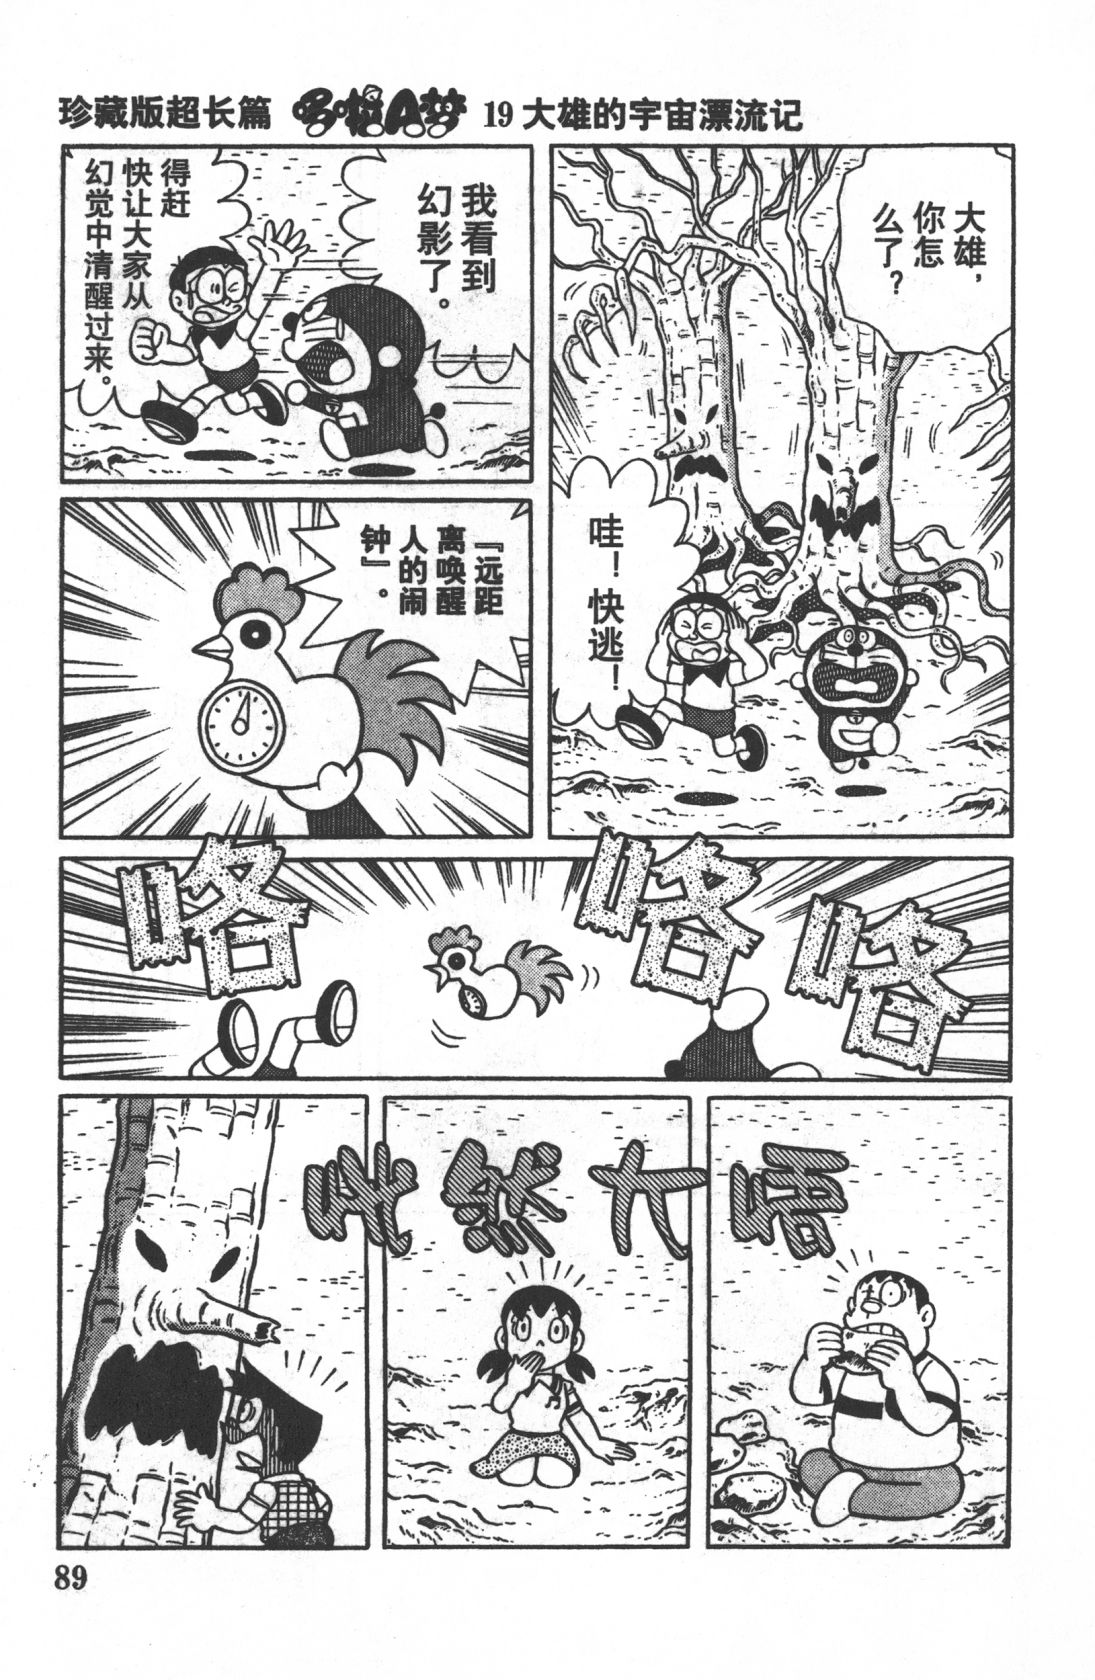 珍藏版超长篇 哆啦A梦 19 大雄的宇宙漂流记
大雄，
你怎
么了？
哇！快逃！
我看到
幻影了。
得赶
快让大家从
幻觉中清醒过来。
『远距
离唤醒
人的闹
钟』。
咯
咯
咯
恍然大悟
89